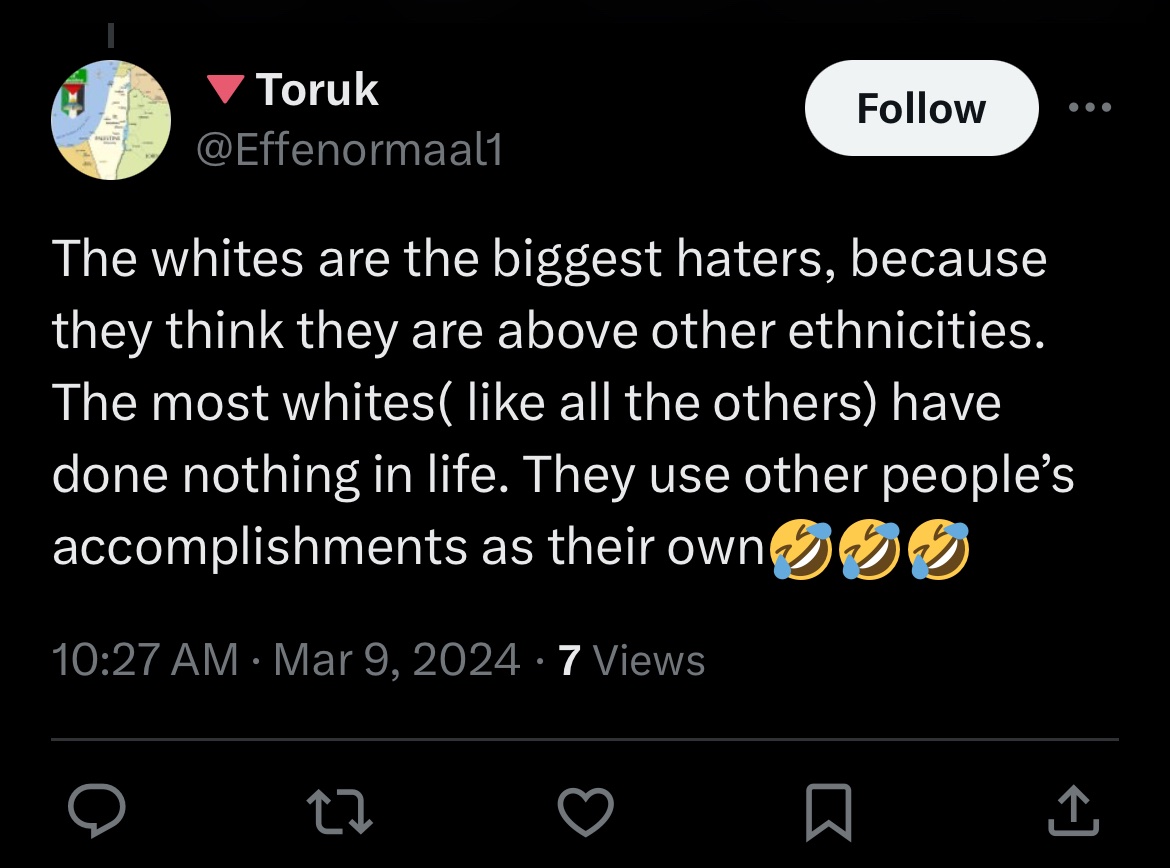 🔻 Toruk
@Effenormaal1
Follow
The whites are the biggest haters, because
they think they are above other ethnicities.
The most whites( like all the others) have
done nothing in life. They use other people’s
accomplishments as their own🤣🤣🤣
10:27 AM · Mar 9, 2024 · 7 Views